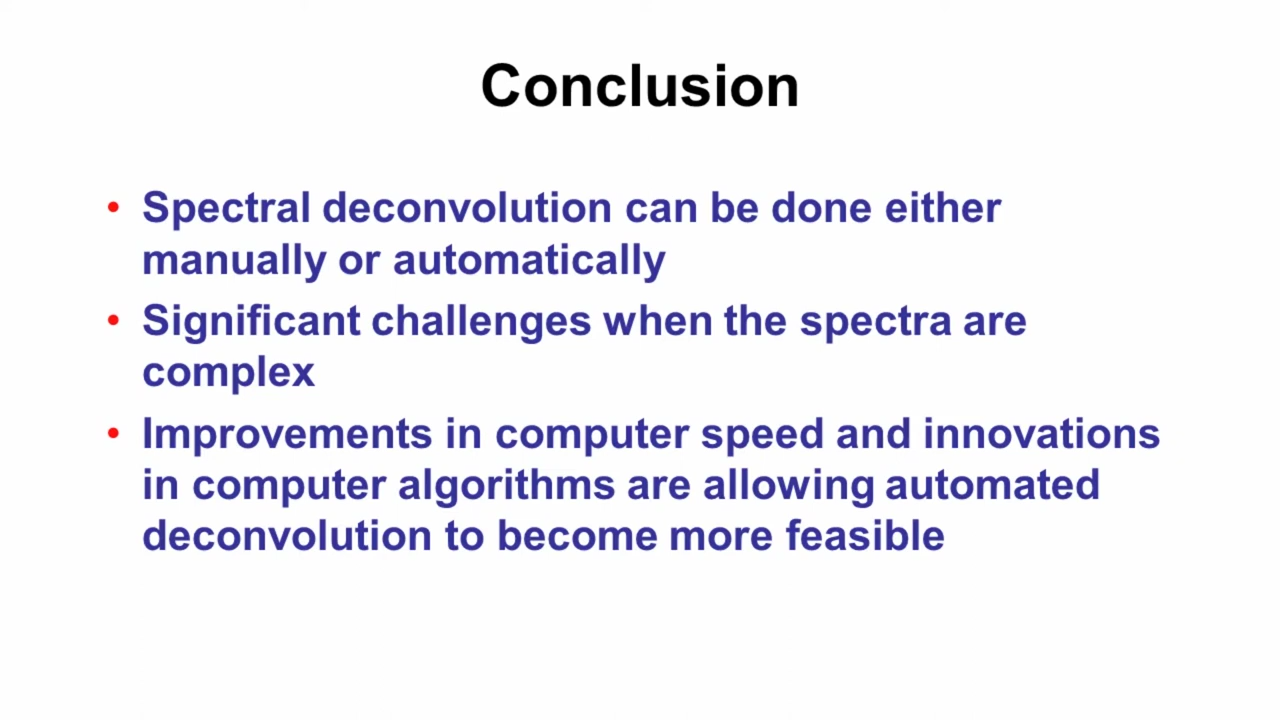 Conclusion
• Spectral deconvolution can be done either
manually or automatically
• Significant challenges when the spectra are
complex
• Improvements in computer speed and innovations
in computer algorithms are allowing automated
deconvolution to become more feasible